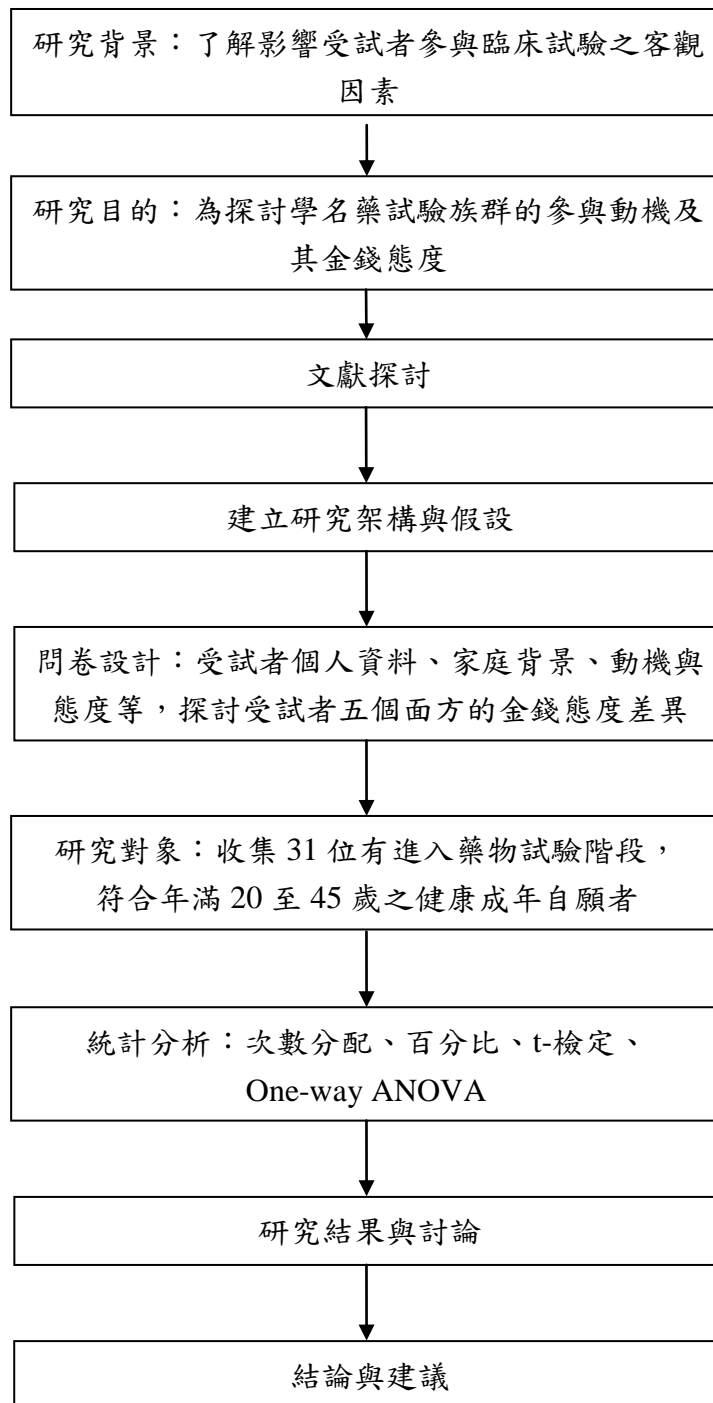 研究背景：了解影響受試者參與臨床試驗之客觀
因素
研究目的：為探討學名藥試驗族群的參與動機及
其金錢態度
文獻探討
建立研究架構與假設
問卷設計：受試者個人資料、家庭背景、動機與
態度等，探討受試者五個面方的金錢態度差異
研究對象：收集 31 位有進入藥物試驗階段，
符合年滿 20 至 45 歲之健康成年自願者
統計分析：次數分配、百分比、t-檢定、
One-way ANOVA
研究結果與討論
結論與建議